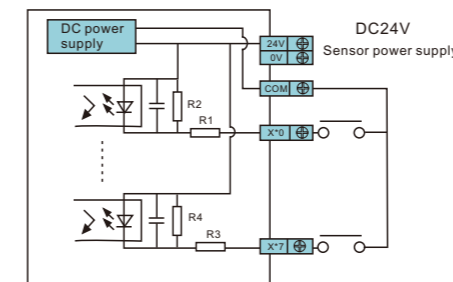 DC power
supply
24V
0V
DC24V
Sensor power supply
COM
R2
R1
X*0
R4
R3
X*7